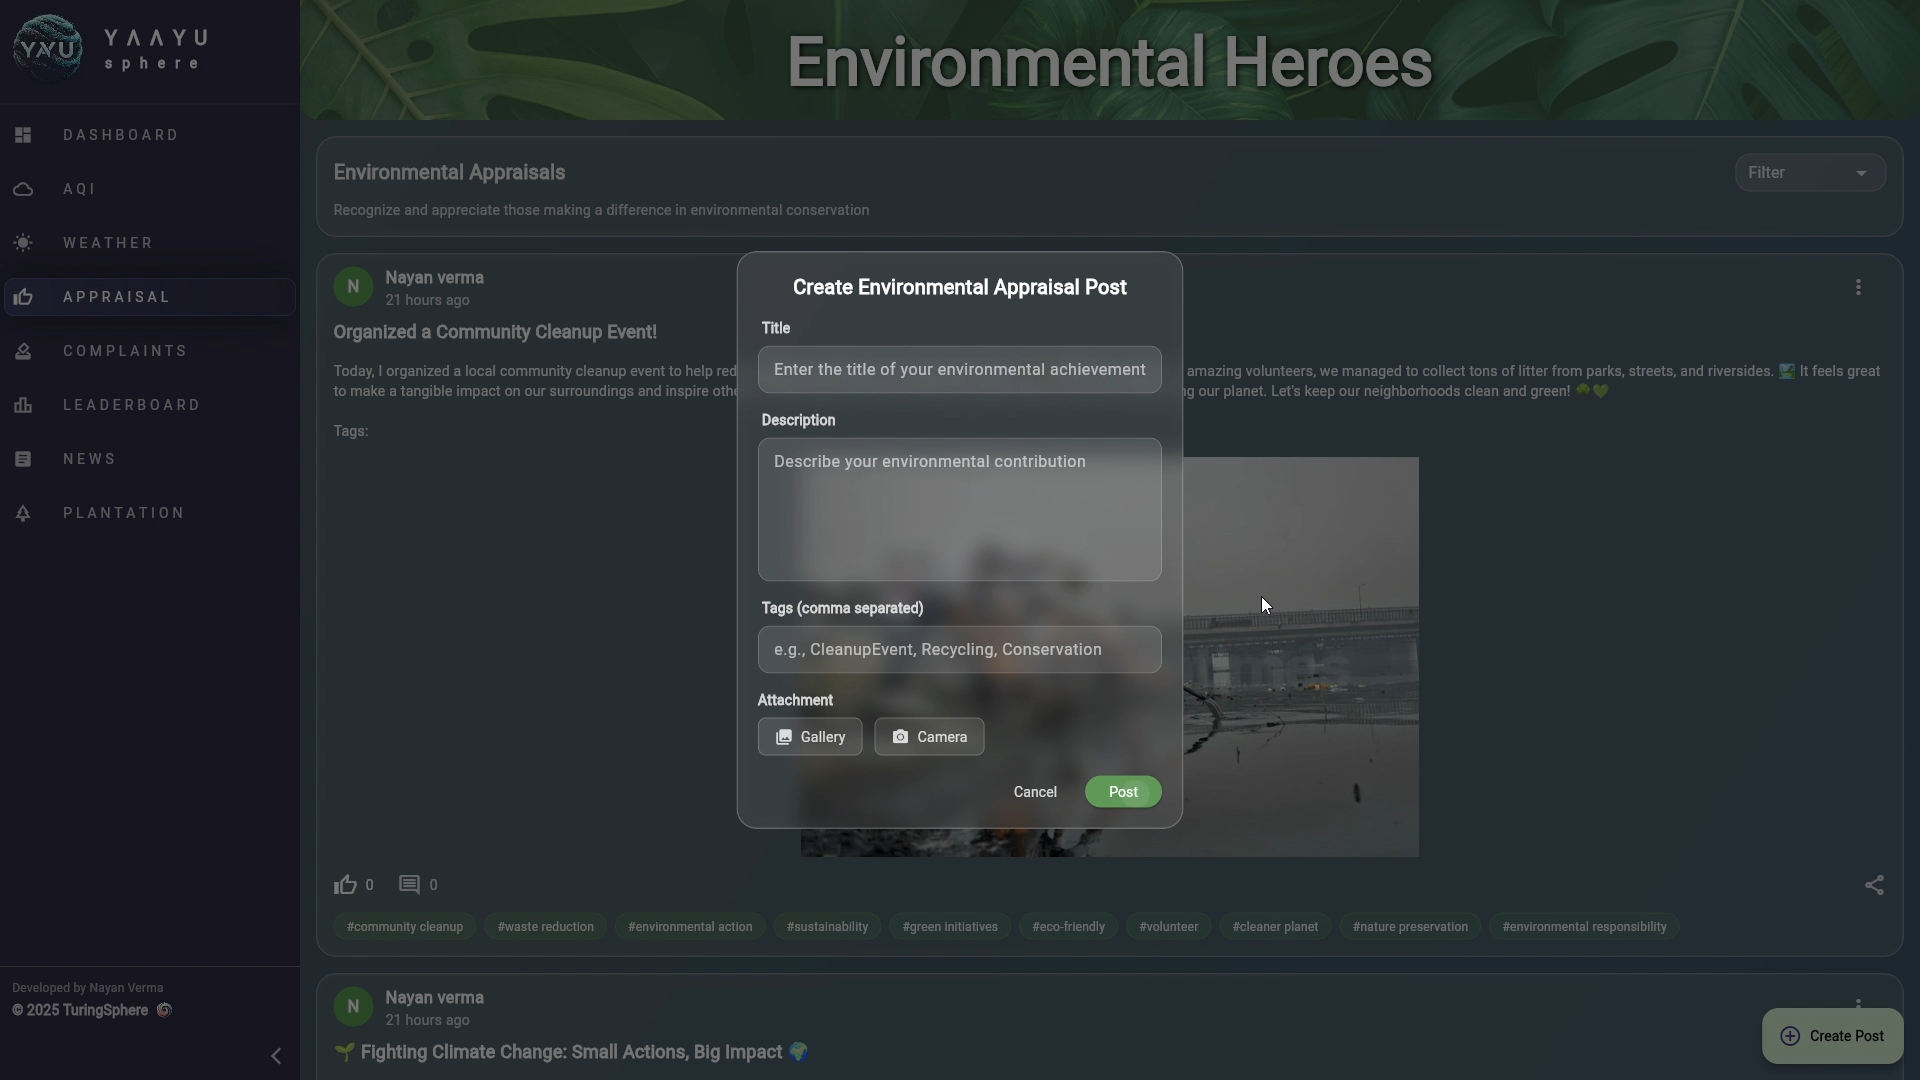 YAYU
YAAYU
sphere
DASHBOARD
AQI
WEATHER
APPRAISAL
COMPLAINTS
LEADERBOARD
NEWS
PLANTATION
Developed by Nayan Verma
© 2025 TuringSphere
Environmental Heroes
Environmental Appraisals
Recognize and appreciate those making a difference in environmental conservation
Filter
N
Nayan verma
21 hours ago
Organized a Community Cleanup Event!
Today, I organized a local community cleanup event to help red amazing volunteers, we managed to collect tons of litter from parks, streets, and riversides. 🏞️ It feels great
to make a tangible impact on our surroundings and inspire othe g our planet. Let's keep our neighborhoods clean and green! 🌳💚
Tags:
Create Environmental Appraisal Post
Title
Enter the title of your environmental achievement
Description
Describe your environmental contribution
Tags (comma separated)
e.g., CleanupEvent, Recycling, Conservation
Attachment
Gallery
Camera
Cancel
Post
0
0
#community cleanup
#waste reduction
#environmental action
#sustainability
#green initiatives
#eco-friendly
#volunteer
#cleaner planet
#nature preservation
#environmental responsibility
N
Nayan verma
21 hours ago
🌱 Fighting Climate Change: Small Actions, Big Impact 🌍
Create Post